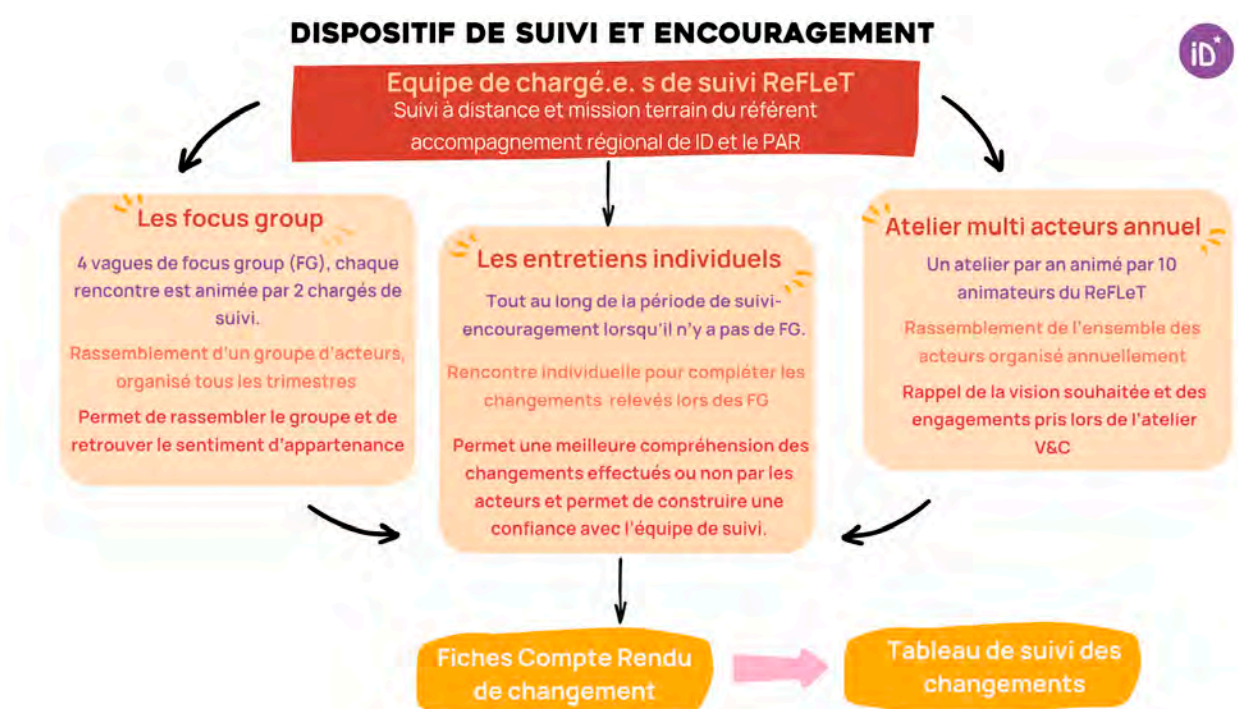 DISPOSITIF DE SUIVI ET ENCOURAGEMENT
iD*
Equipe de chargé.e. s de suivi ReFLeT
Suivi à distance et mission terrain du référent
accompagnement régional de ID et le PAR
Les focus group
4 vagues de focus group (FG), chaque
rencontre est animée par 2 chargés de
suivi.
Rassemblement d'un groupe d'acteurs,
organisé tous les trimestres
Permet de rassembler le groupe et de
retrouver le sentiment d'appartenance
Les entretiens individuels
Tout au long de la période de suivi-
encouragement lorsqu'il n'y a pas de FG.
Rencontre individuelle pour compléter les
changements relevés lors des FG
Permet une meilleure compréhension des
changements effectués ou non par les
acteurs et permet de construire une
confiance avec l'équipe de suivi.
Atelier multi acteurs annuel
Un atelier par an animé par 10
animateurs du ReFLeT
Rassemblement de l'ensemble des
acteurs organisé annuellement
Rappel de la vision souhaitée et des
engagements pris lors de l'atelier
V&C
Fiches Compte Rendu
de changement
Tableau de suivi des
changements